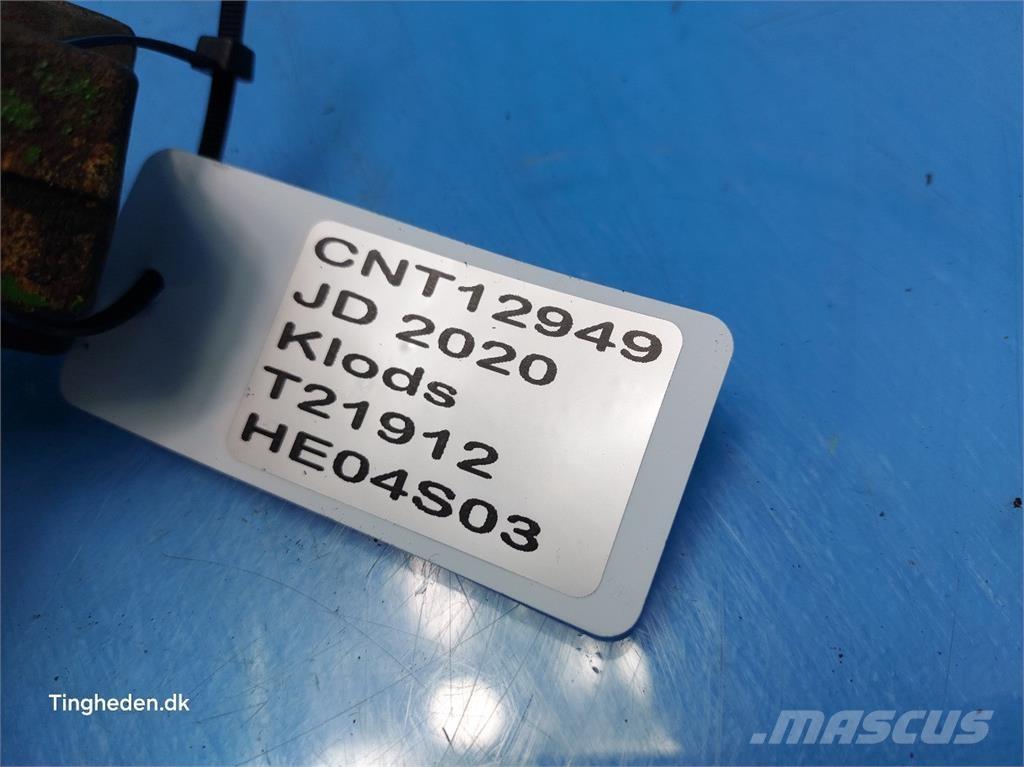 CNT12949
JD 2020
Klods
T21912
HE04S03
Tingheden.dk
MASCUS